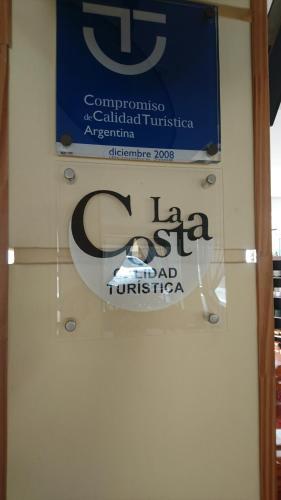 Compromiso
de Calidad Turística
Argentina
diciembre 2008
La
Costa
CALIDAD
TURÍSTICA